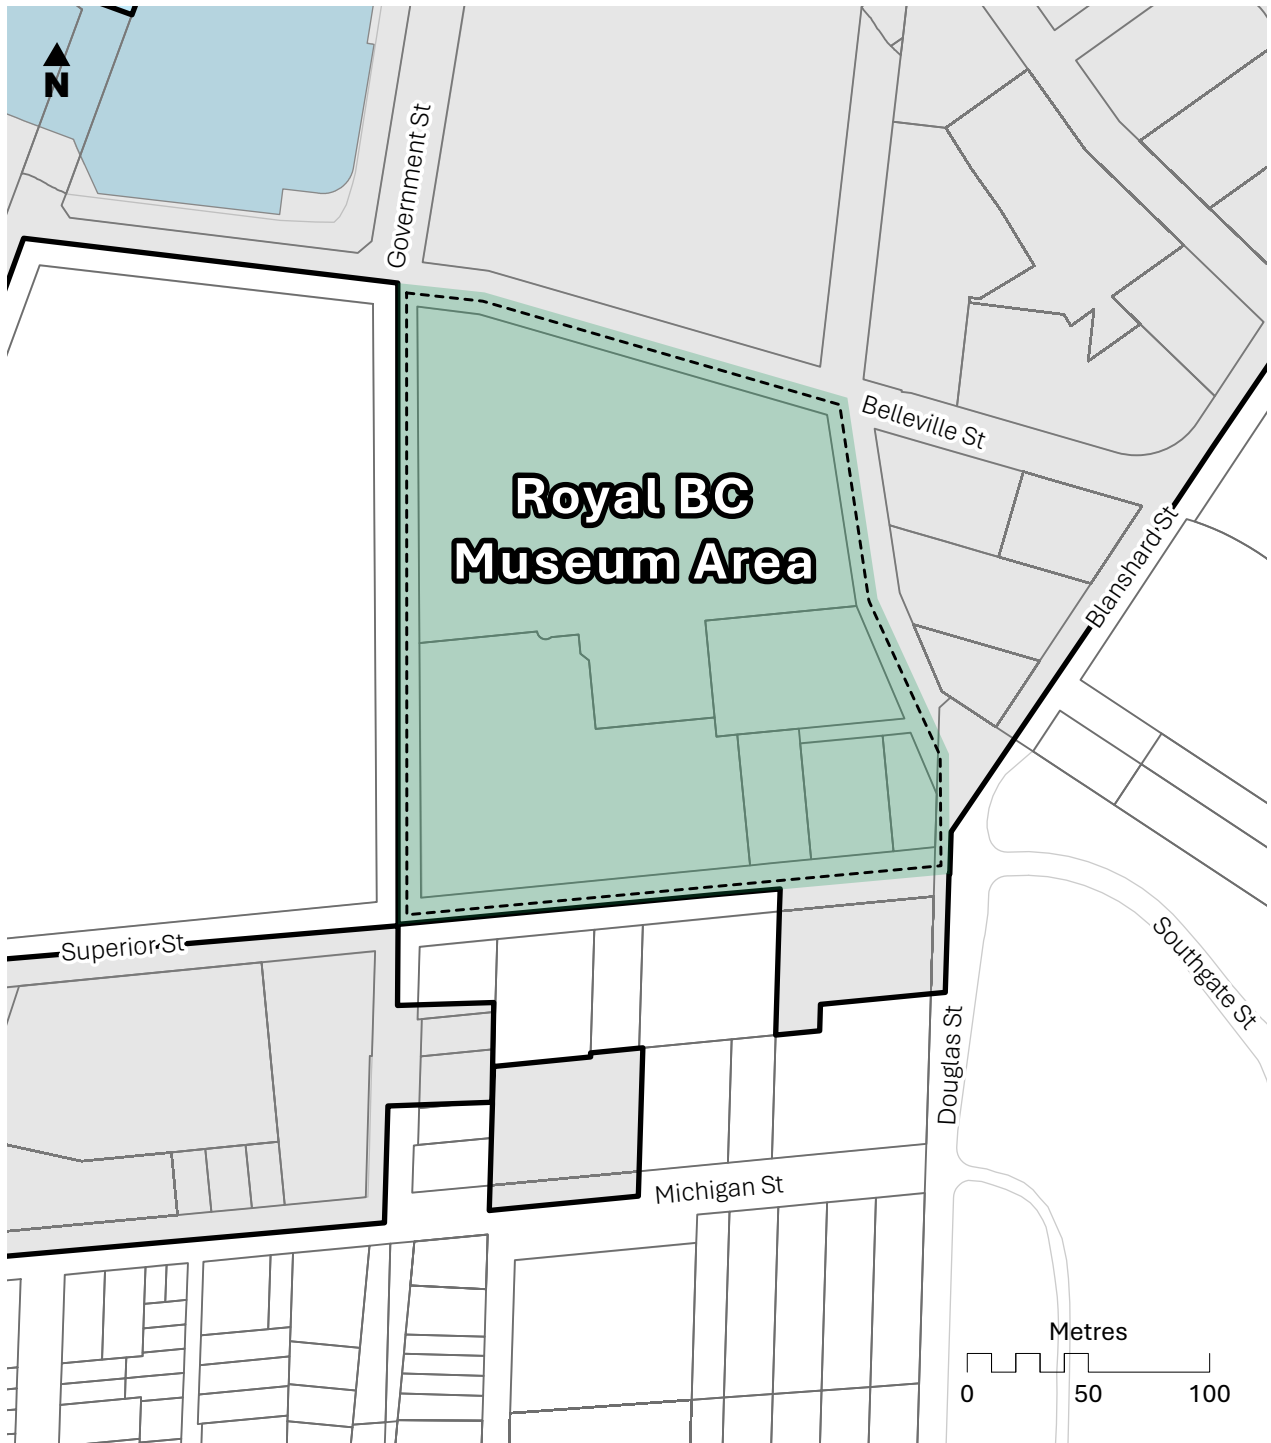 N
Government St
Belleville St
Royal BC
Museum Area
Blanshard St
Superior St
Southgate St
Douglas St
Michigan St
Metres
0 50 100